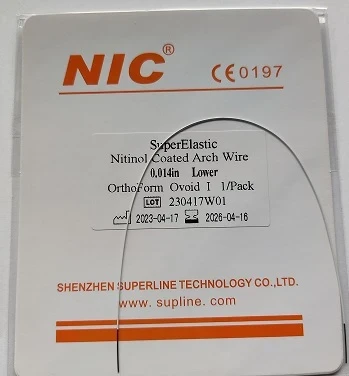 NIC®
CE0197
SuperElastic
Nitinol Coated Arch Wire
0.014in Lower
OrthoForm Ovoid I 1/Pack
LOT 230417W01
2023-04-17 2026-04-16
SHENZHEN SUPERLINE TECHNOLOGY CO.,LTD.
www. supline. com